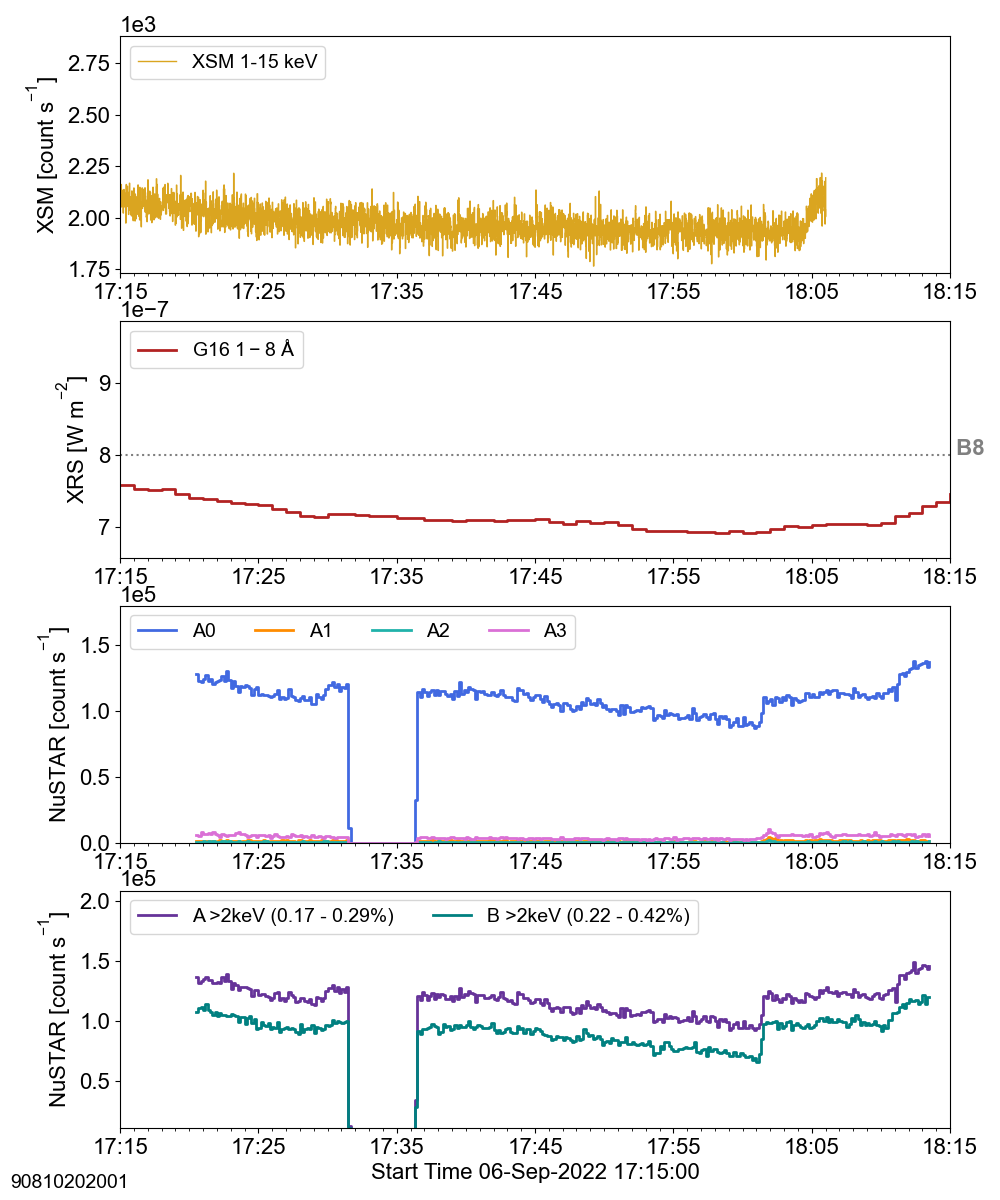 1e3
XSM [count s⁻¹]
2.75
2.50
2.25
2.00
1.75
XSM 1-15 keV
17:15 17:25 17:35 17:45 17:55 18:05 18:15
1e−7
XRS [W m⁻²]
9
8
7
G16 1 − 8 Å
B8
17:15 17:25 17:35 17:45 17:55 18:05 18:15
1e5
NuSTAR [count s⁻¹]
1.5
1.0
0.5
0.0
A0 A1 A2 A3
17:15 17:25 17:35 17:45 17:55 18:05 18:15
1e5
NuSTAR [count s⁻¹]
2.0
1.5
1.0
0.5
A >2keV (0.17 - 0.29%) B >2keV (0.22 - 0.42%)
17:15 17:25 17:35 17:45 17:55 18:05 18:15
Start Time 06-Sep-2022 17:15:00
90810202001